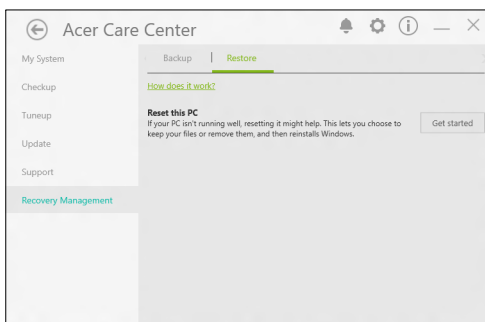 Acer Care Center
My System
Backup
Restore
Checkup
How does it work?
Reset this PC
If your PC isn't running well, resetting it might help. This lets you choose to
keep your files or remove them, and then reinstalls Windows.
Get started
Tuneup
Update
Support
Recovery Management